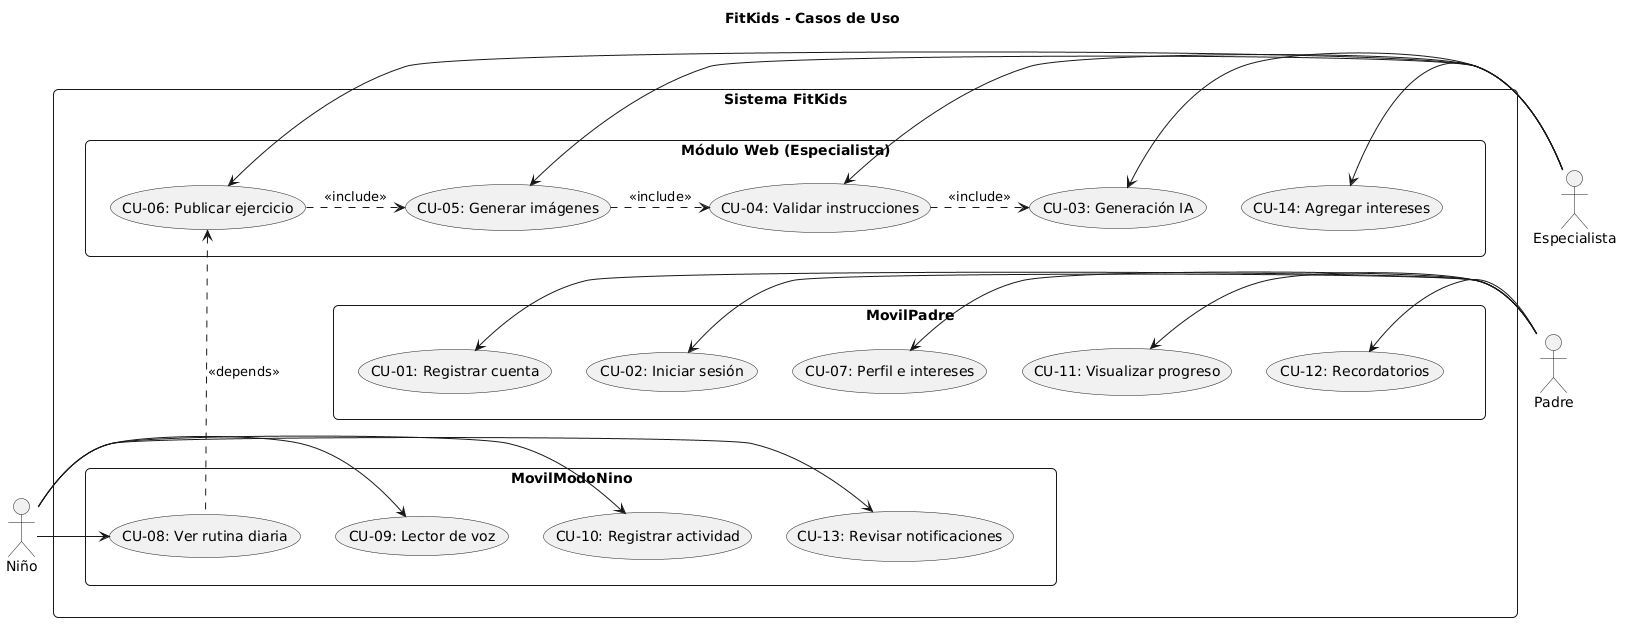 FitKids - Casos de Uso
Sistema FitKids
Módulo Web (Especialista)
CU-06: Publicar ejercicio
«include»
CU-05: Generar imágenes
«include»
CU-04: Validar instrucciones
«include»
CU-03: Generación IA
CU-14: Agregar intereses
Especialista
MovilPadre
«depends»
CU-01: Registrar cuenta
CU-02: Iniciar sesión
CU-07: Perfil e intereses
CU-11: Visualizar progreso
CU-12: Recordatorios
Padre
MovilModoNino
CU-08: Ver rutina diaria
CU-09: Lector de voz
CU-10: Registrar actividad
CU-13: Revisar notificaciones
Niño